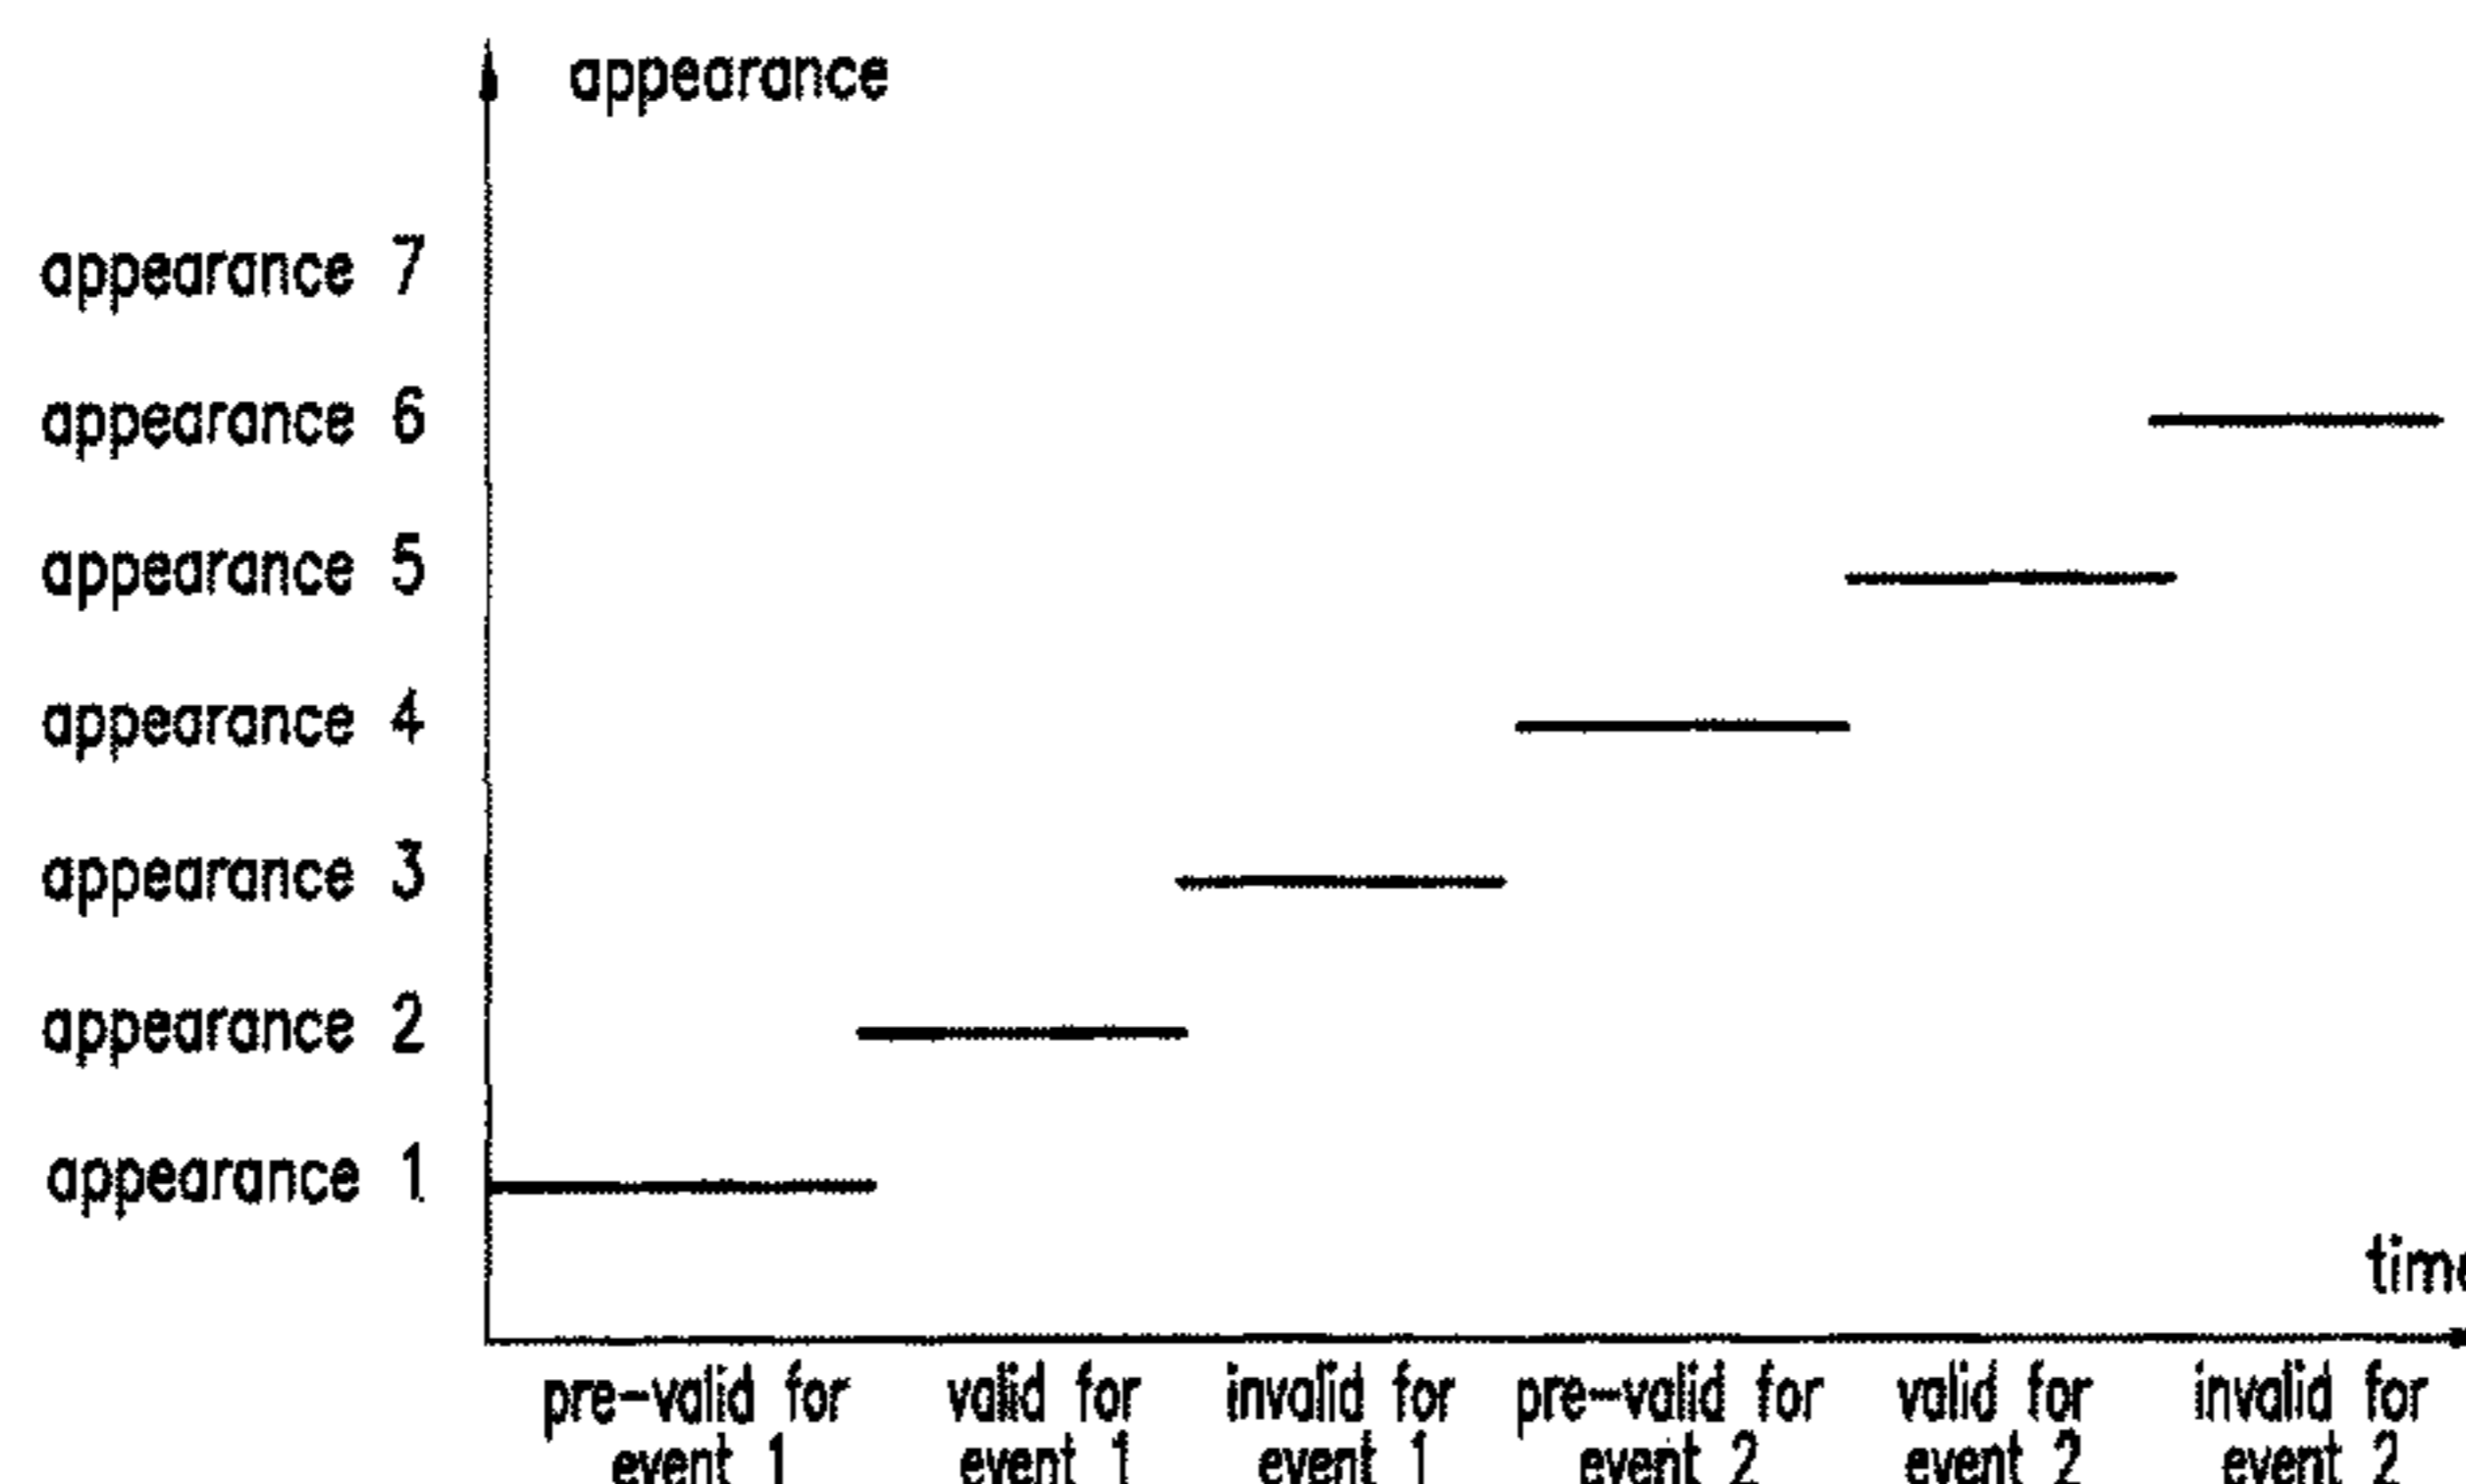 appearance
appearance 7
appearance 6
appearance 5
appearance 4
appearance 3
appearance 2
appearance 1
pre-valid for valid for invalid for pre-valid for valid for invalid for
event 1 event 1 event 1 event 2 event 2 event 2